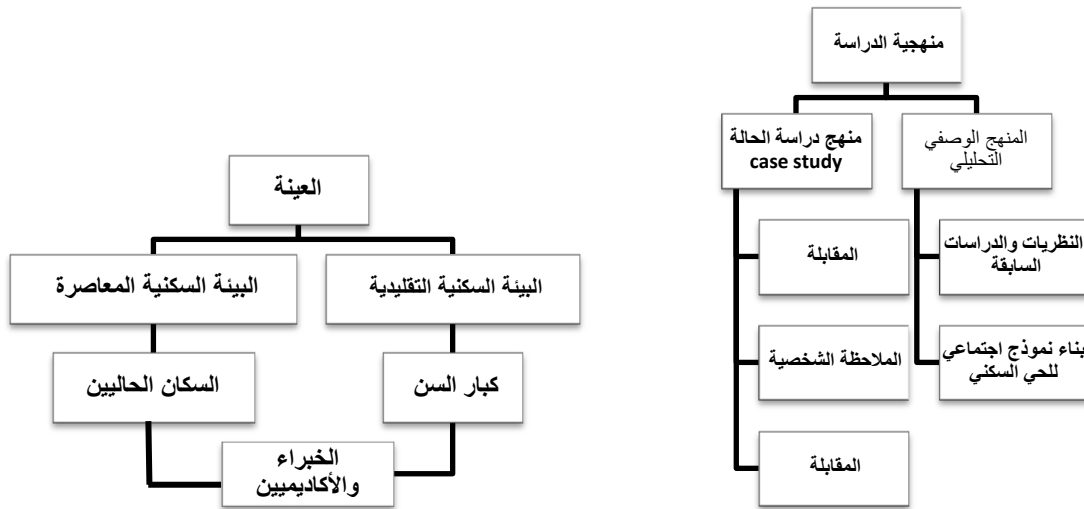 منهجية الدراسة
المنهج الوصفي
التحليلي
النظريات والدراسات
السابقة
بناء نموذج اجتماعي
للحي السكني
منهج دراسة الحالة
case study
المقابلة
الملاحظة الشخصية
المقابلة
العينة
البيئة السكنية التقليدية
البيئة السكنية المعاصرة
كبار السن
السكان الحاليين
الخبراء
والأكاديميين